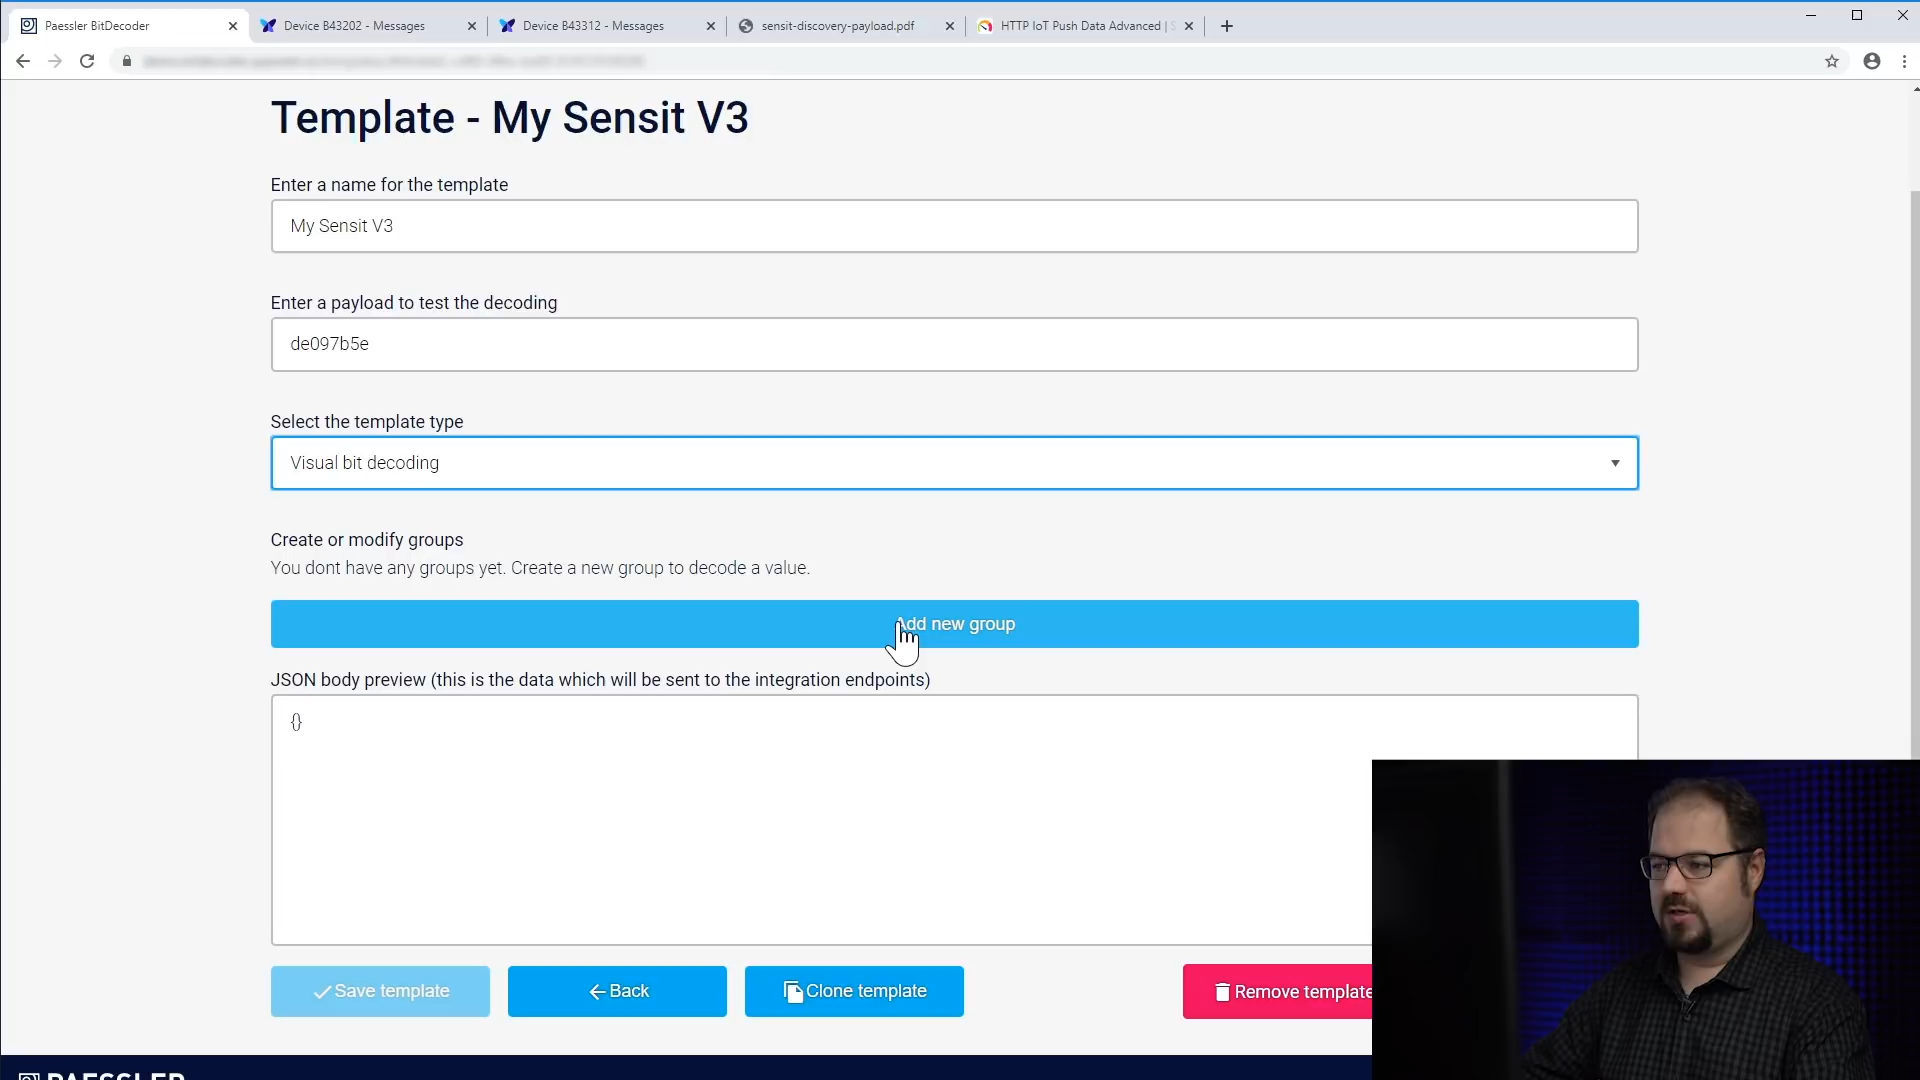 Paessler BitDecoder
Device B43202 - Messages
Device B43312 - Messages
sensit-discovery-payload.pdf
HTTP IoT Push Data Advanced |
Template - My Sensit V3
Enter a name for the template
My Sensit V3
Enter a payload to test the decoding
de097b5e
Select the template type
Visual bit decoding
Create or modify groups
You dont have any groups yet. Create a new group to decode a value.
Add new group
JSON body preview (this is the data which will be sent to the integration endpoints)
{}
Save template
Back
Clone template
Remove template
PAESSLER